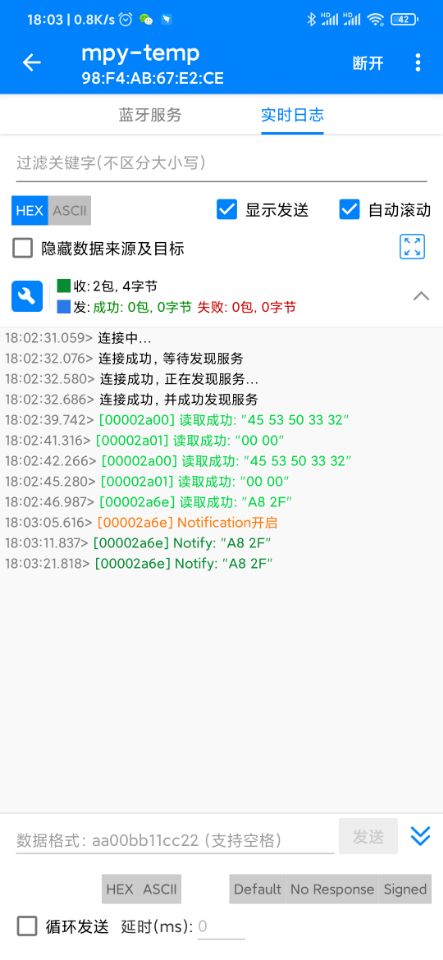 18:03 | 0.8K/s HD HD 42
mpy-temp
98:F4:AB:67:E2:CE
断开
蓝牙服务 实时日志
过滤关键字(不区分大小写)
HEX ASCII 显示发送 自动滚动
隐藏数据来源及目标
收: 2包, 4字节
发: 成功: 0包, 0字节 失败: 0包, 0字节
18:02:31.059> 连接中...
18:02:32.076> 连接成功, 等待发现服务
18:02:32.580> 连接成功, 正在发现服务...
18:02:32.686> 连接成功, 并成功发现服务
18:02:39.742> [00002a00] 读取成功: "45 53 50 33 32"
18:02:41.316> [00002a01] 读取成功: "00 00"
18:02:42.266> [00002a00] 读取成功: "45 53 50 33 32"
18:02:45.280> [00002a01] 读取成功: "00 00"
18:02:46.987> [00002a6e] 读取成功: "A8 2F"
18:03:05.616> [00002a6e] Notification开启
18:03:11.837> [00002a6e] Notify: "A8 2F"
18:03:21.818> [00002a6e] Notify: "A8 2F"
数据格式: aa00bb11cc22 (支持空格) 发送
HEX ASCII Default No Response Signed
循环发送 延时(ms): 0